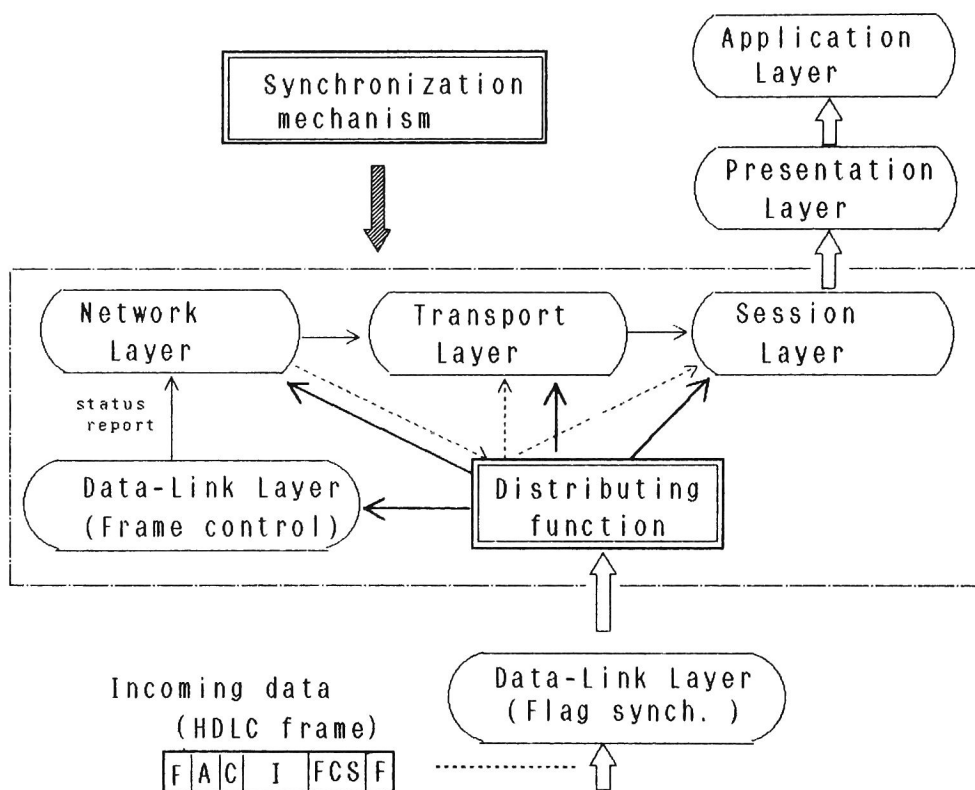 Application
Layer
Synchronization
mechanism
Presentation
Layer
Network
Layer
Transport
Layer
Session
Layer
status
report
Data-Link Layer
(Frame control)
Distributing
function
Data-Link Layer
(Flag synch. )
Incoming data
(HDLC frame)
F A C I FCS F